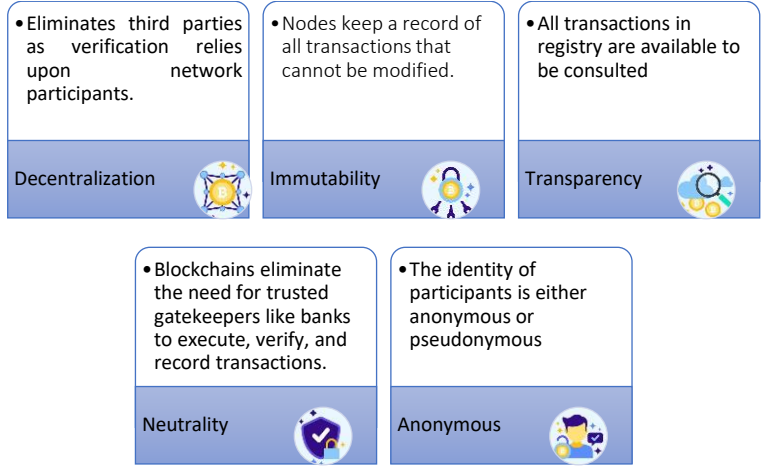 •Eliminates third parties
as verification relies
upon network
participants.
Decentralization
•Nodes keep a record of
all transactions that
cannot be modified.
Immutability
•All transactions in
registry are available to
be consulted
Transparency
•Blockchains eliminate
the need for trusted
gatekeepers like banks
to execute, verify, and
record transactions.
Neutrality
•The identity of
participants is either
anonymous or
pseudonymous
Anonymous